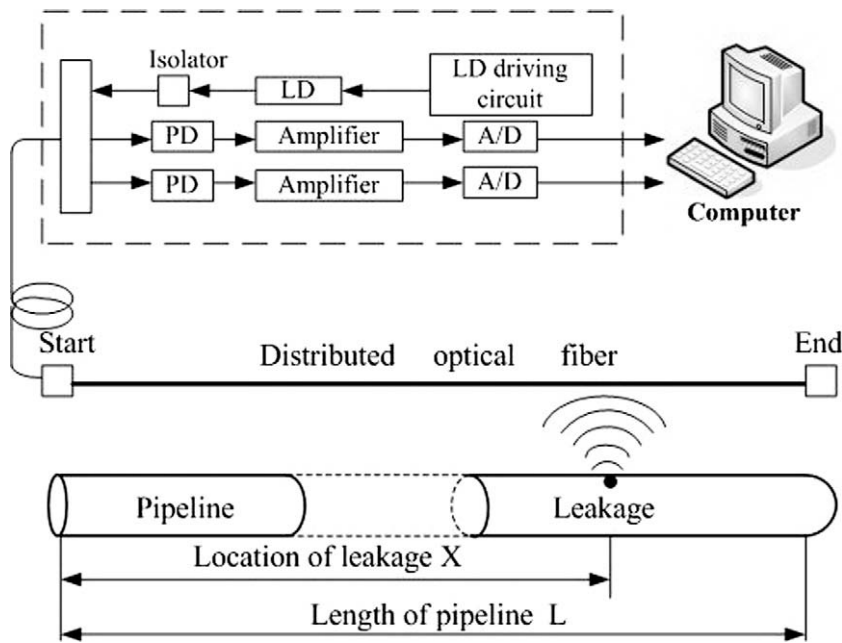 Isolator
LD
LD driving
circuit
PD
Amplifier
A/D
PD
Amplifier
A/D
Computer
Start
Distributed optical fiber
End
Pipeline
Leakage
Location of leakage X
Length of pipeline L